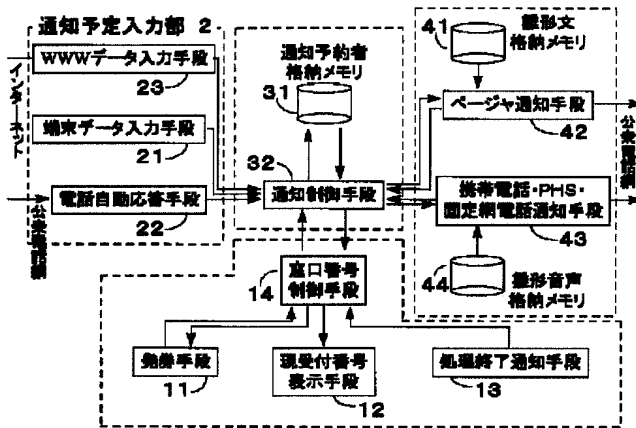 通知予定入力部 2
WWWデータ入力手段
23
インターネット
端末データ入力手段
21
電話自動応答手段
22
公衆電話網
通知予約者
格納メモリ
31
32
通知制御手段
41
雛形文
格納メモリ
ページャ通知手段
42
公衆電話網
携帯電話・PHS・
固定網電話通知手段
43
44
雛形音声
格納メモリ
窓口番号
制御手段
14
発券手段
11
現受付番号
表示手段
12
処理終了通知手段
13